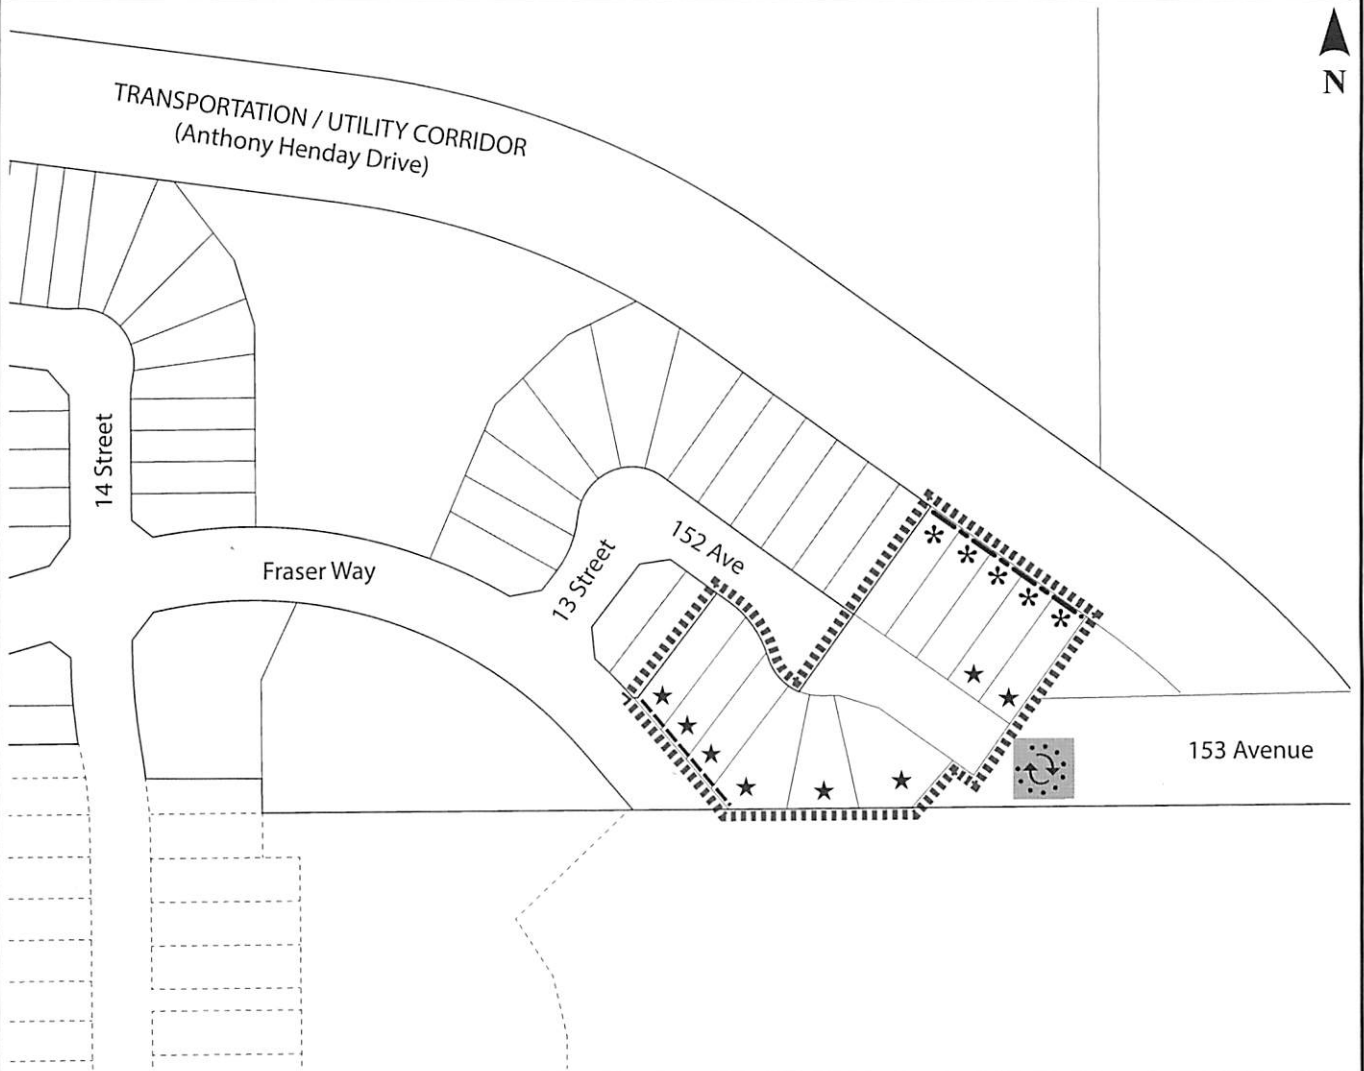 N
TRANSPORTATION / UTILITY CORRIDOR
(Anthony Henday Drive)
14 Street
152 Ave
Fraser Way
13 Street
153 Avenue